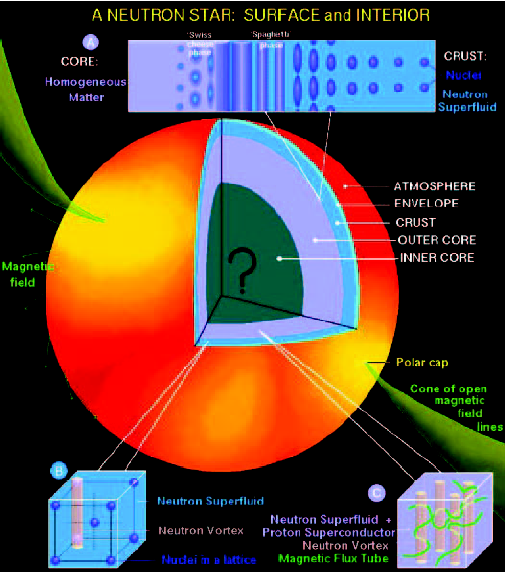 A NEUTRON STAR: SURFACE and INTERIOR
'Swiss
cheese'
phase
'Spaghetti'
phase
A
CORE:
Homogeneous
Matter
CRUST:
Nuclei
Neutron
Superfluid
ATMOSPHERE
ENVELOPE
CRUST
OUTER CORE
INNER CORE
?
Magnetic
field
Polar cap
Cone of open
magnetic
field
lines
B
Neutron Superfluid
Neutron Vortex
Nuclei in a lattice
C
Neutron Superfluid +
Proton Superconductor
Neutron Vortex
Magnetic Flux Tube